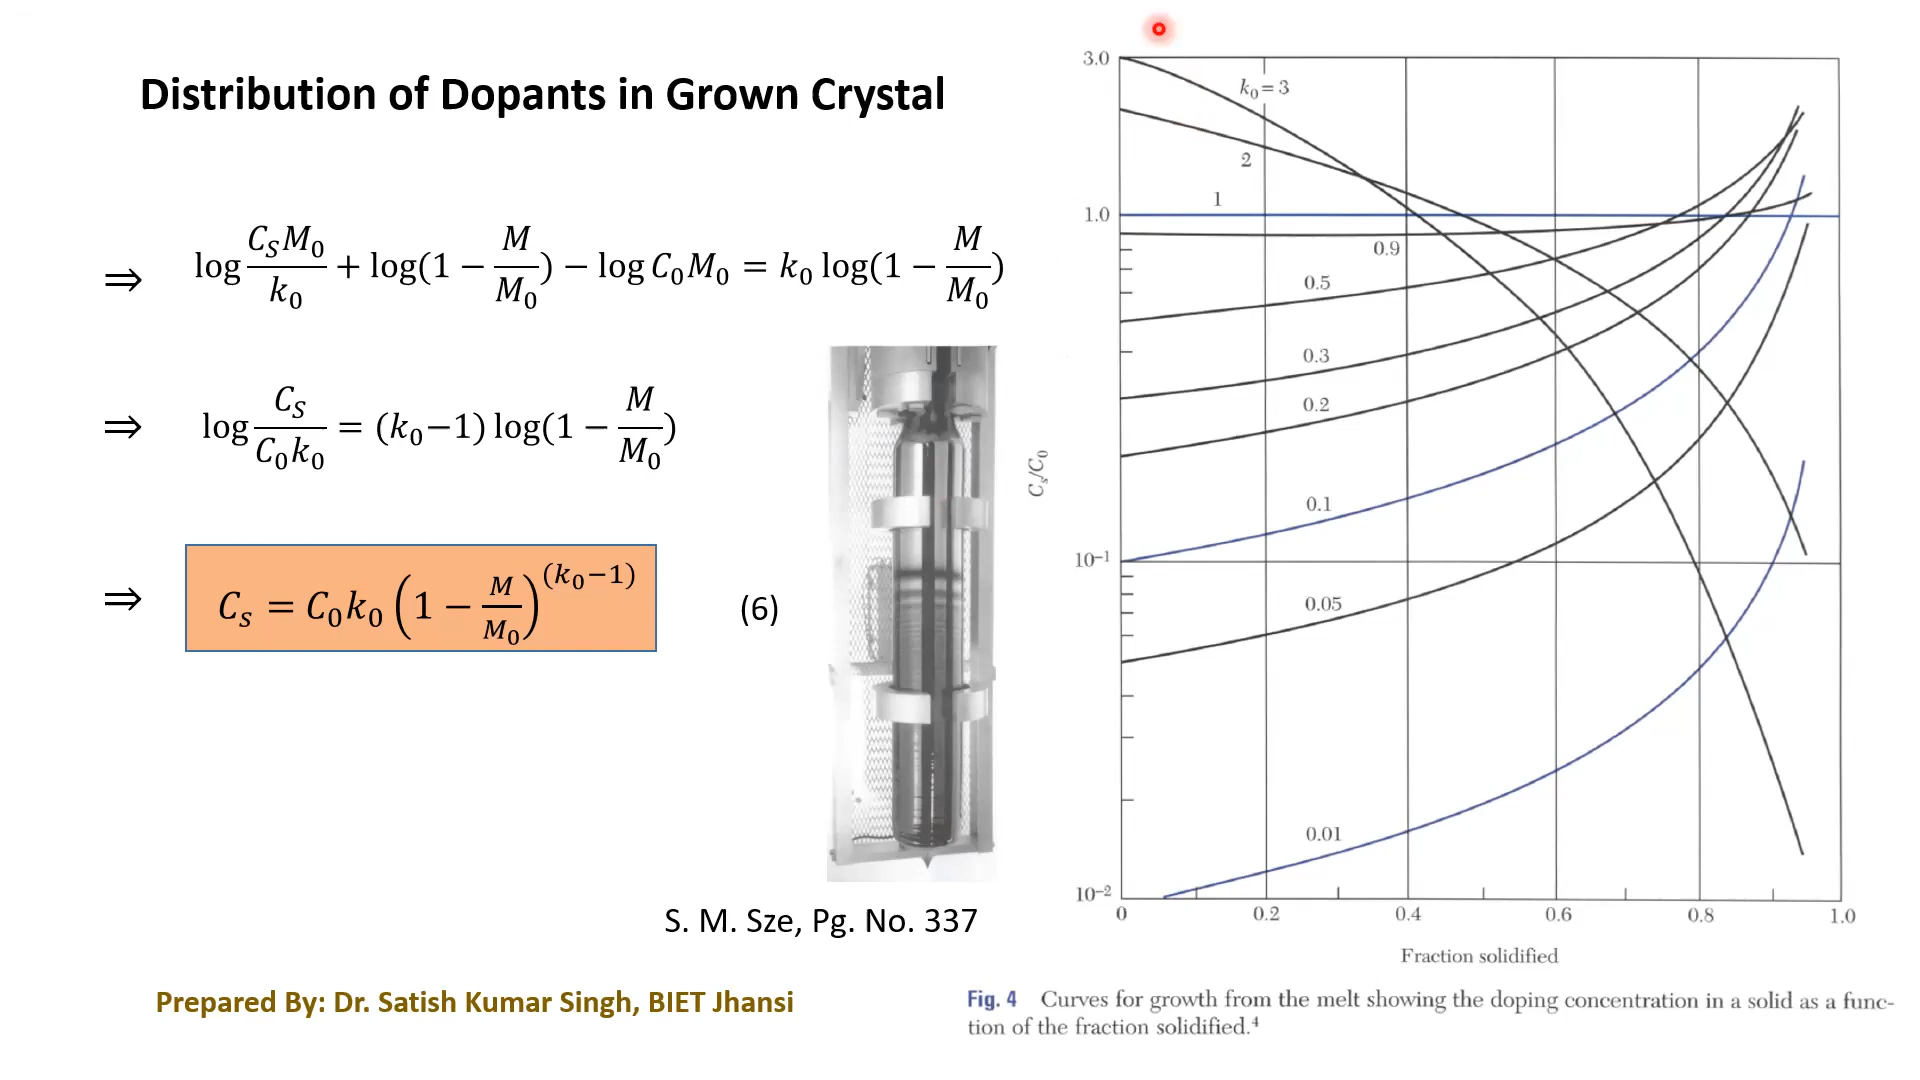 Distribution of Dopants in Grown Crystal
⇒ log C_S M_0 / k_0 + log(1 − M/M_0) − log C_0 M_0 = k_0 log(1 − M/M_0)
⇒ log C_S / C_0 k_0 = (k_0−1) log(1 − M/M_0)
⇒ C_s = C_0 k_0 (1 − M/M_0)^(k_0−1) (6)
S. M. Sze, Pg. No. 337
Prepared By: Dr. Satish Kumar Singh, BIET Jhansi
3.0
1.0
10⁻¹
10⁻²
C_s/C_0
k_0 = 3
2
1
0.9
0.5
0.3
0.2
0.1
0.05
0.01
0 0.2 0.4 0.6 0.8 1.0
Fraction solidified
Fig. 4 Curves for growth from the melt showing the doping concentration in a solid as a func-
tion of the fraction solidified.⁴